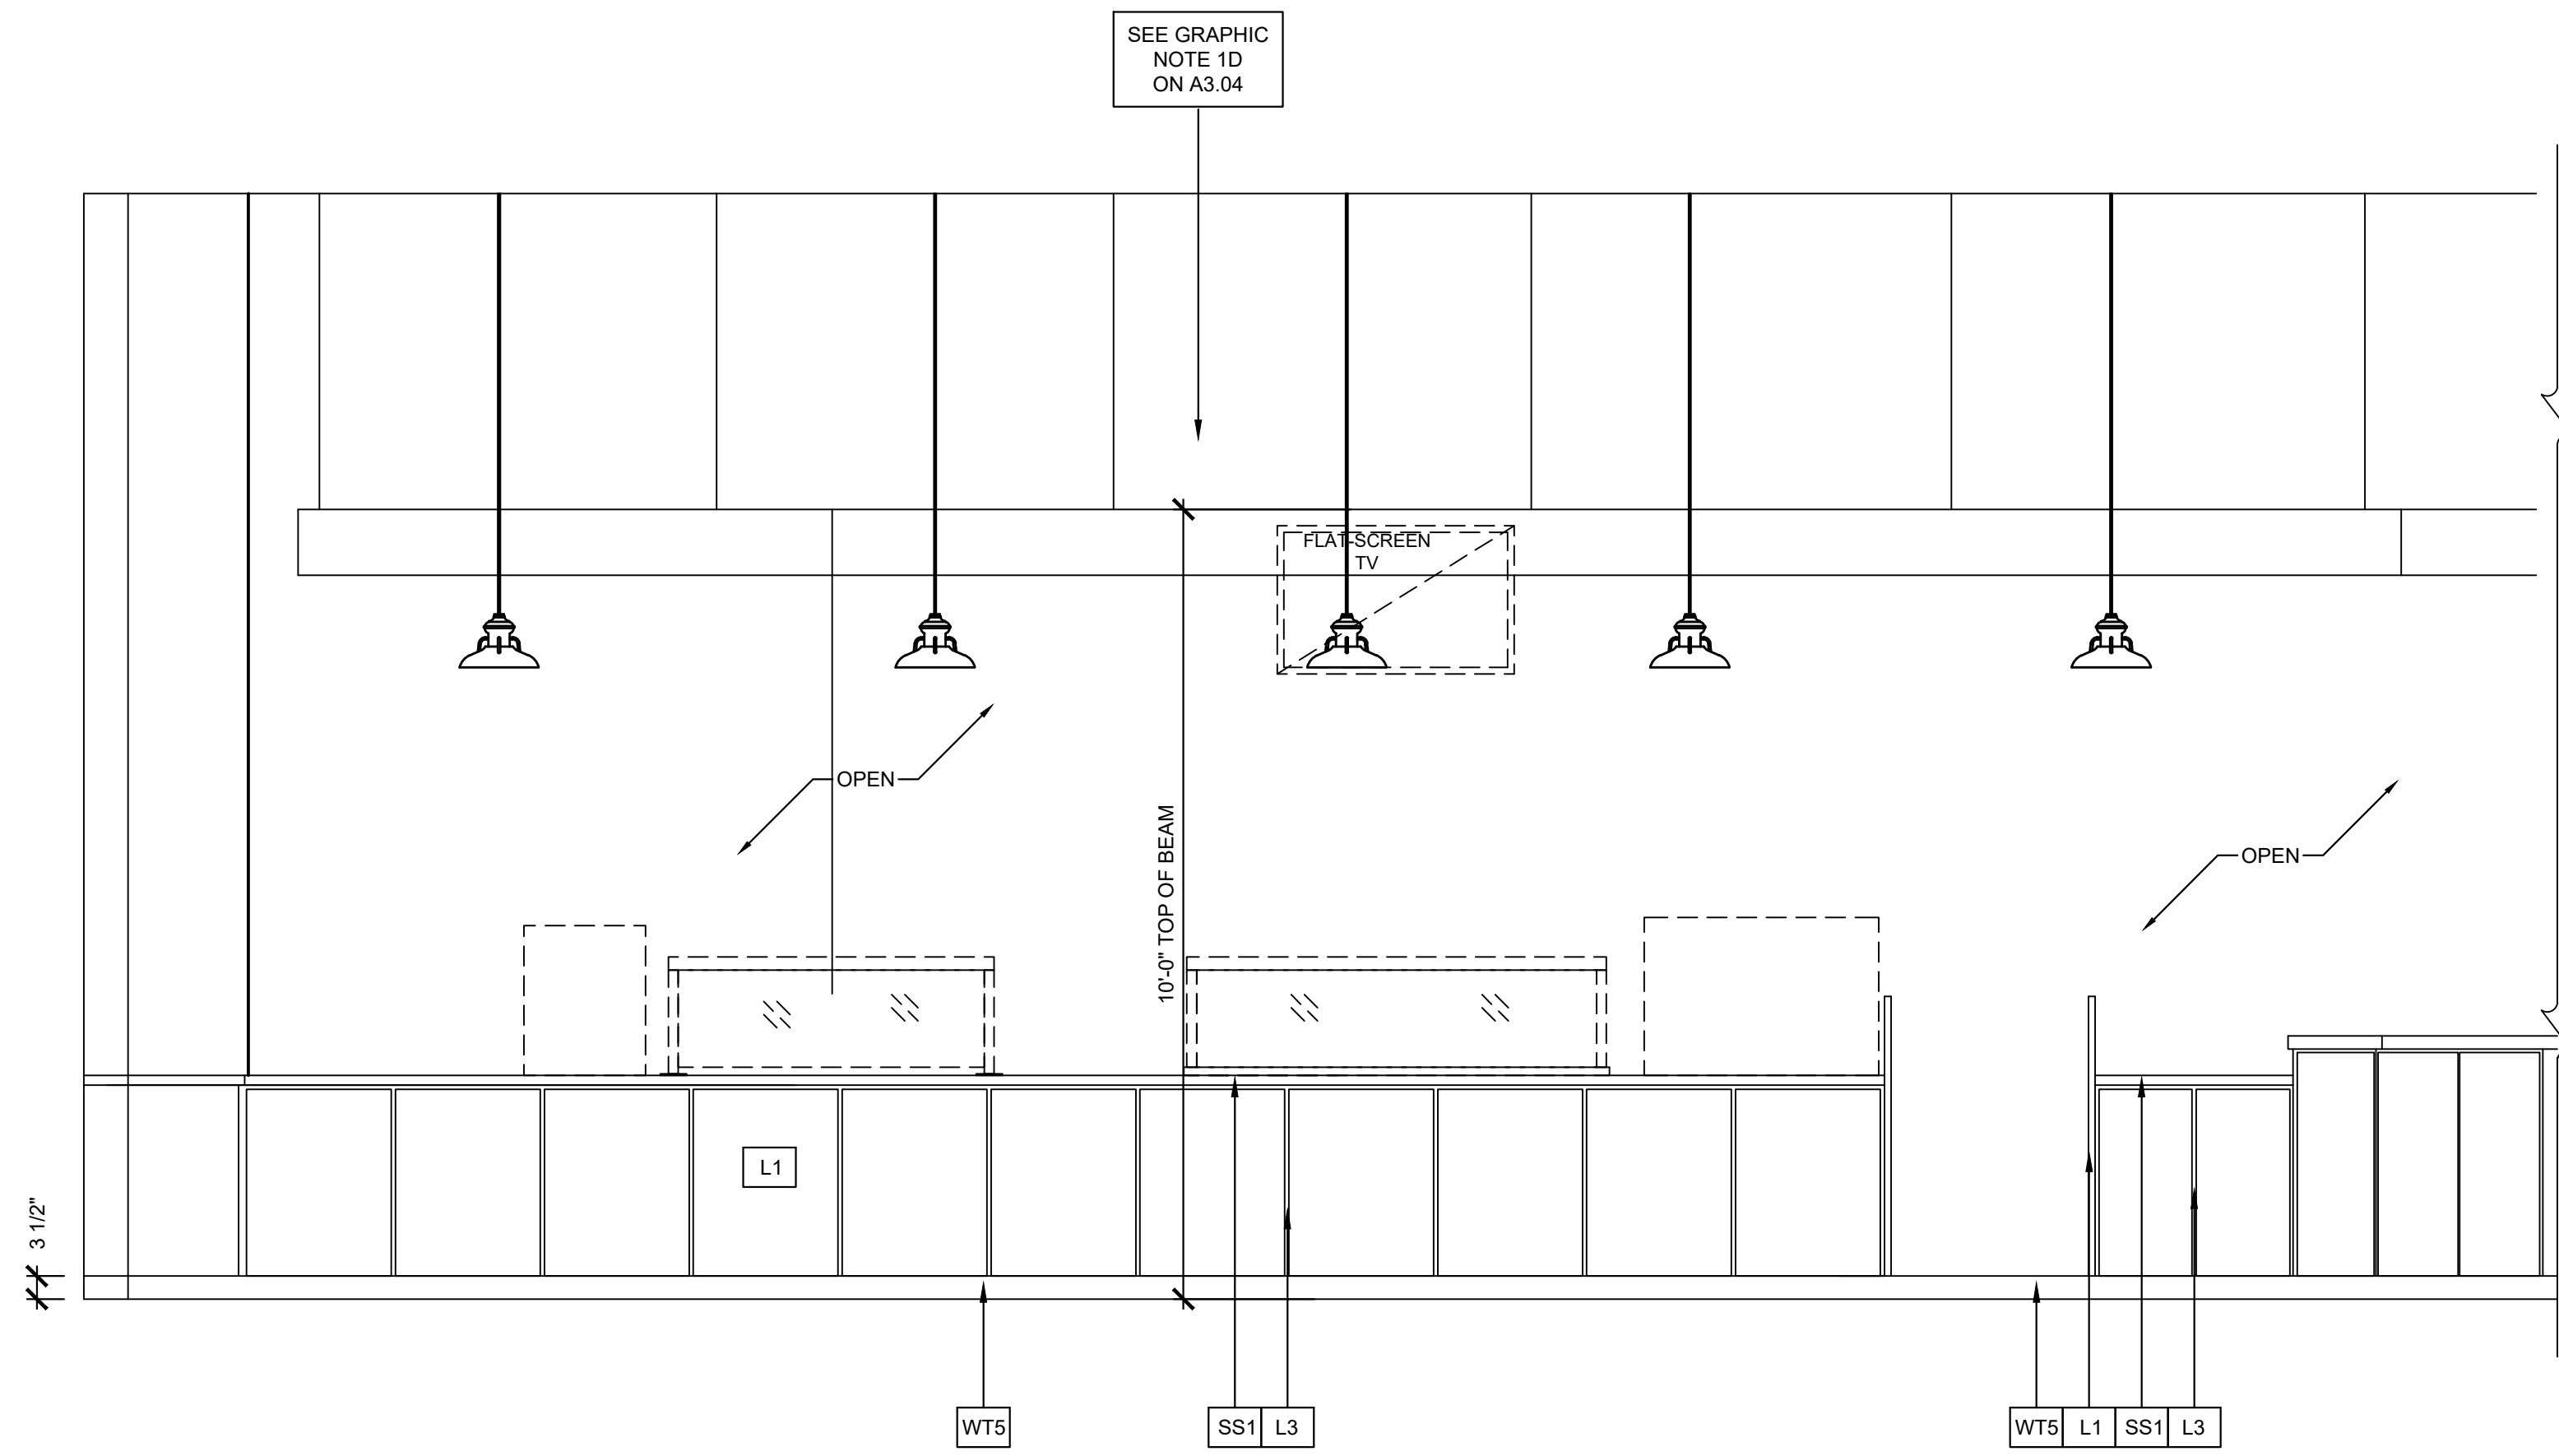 SEE GRAPHIC
NOTE 1D
ON A3.04
FLAT-SCREEN
TV
OPEN
OPEN
10'-0" TOP OF BEAM
L1
3 1/2"
WT5
SS1
L3
WT5
L1
SS1
L3